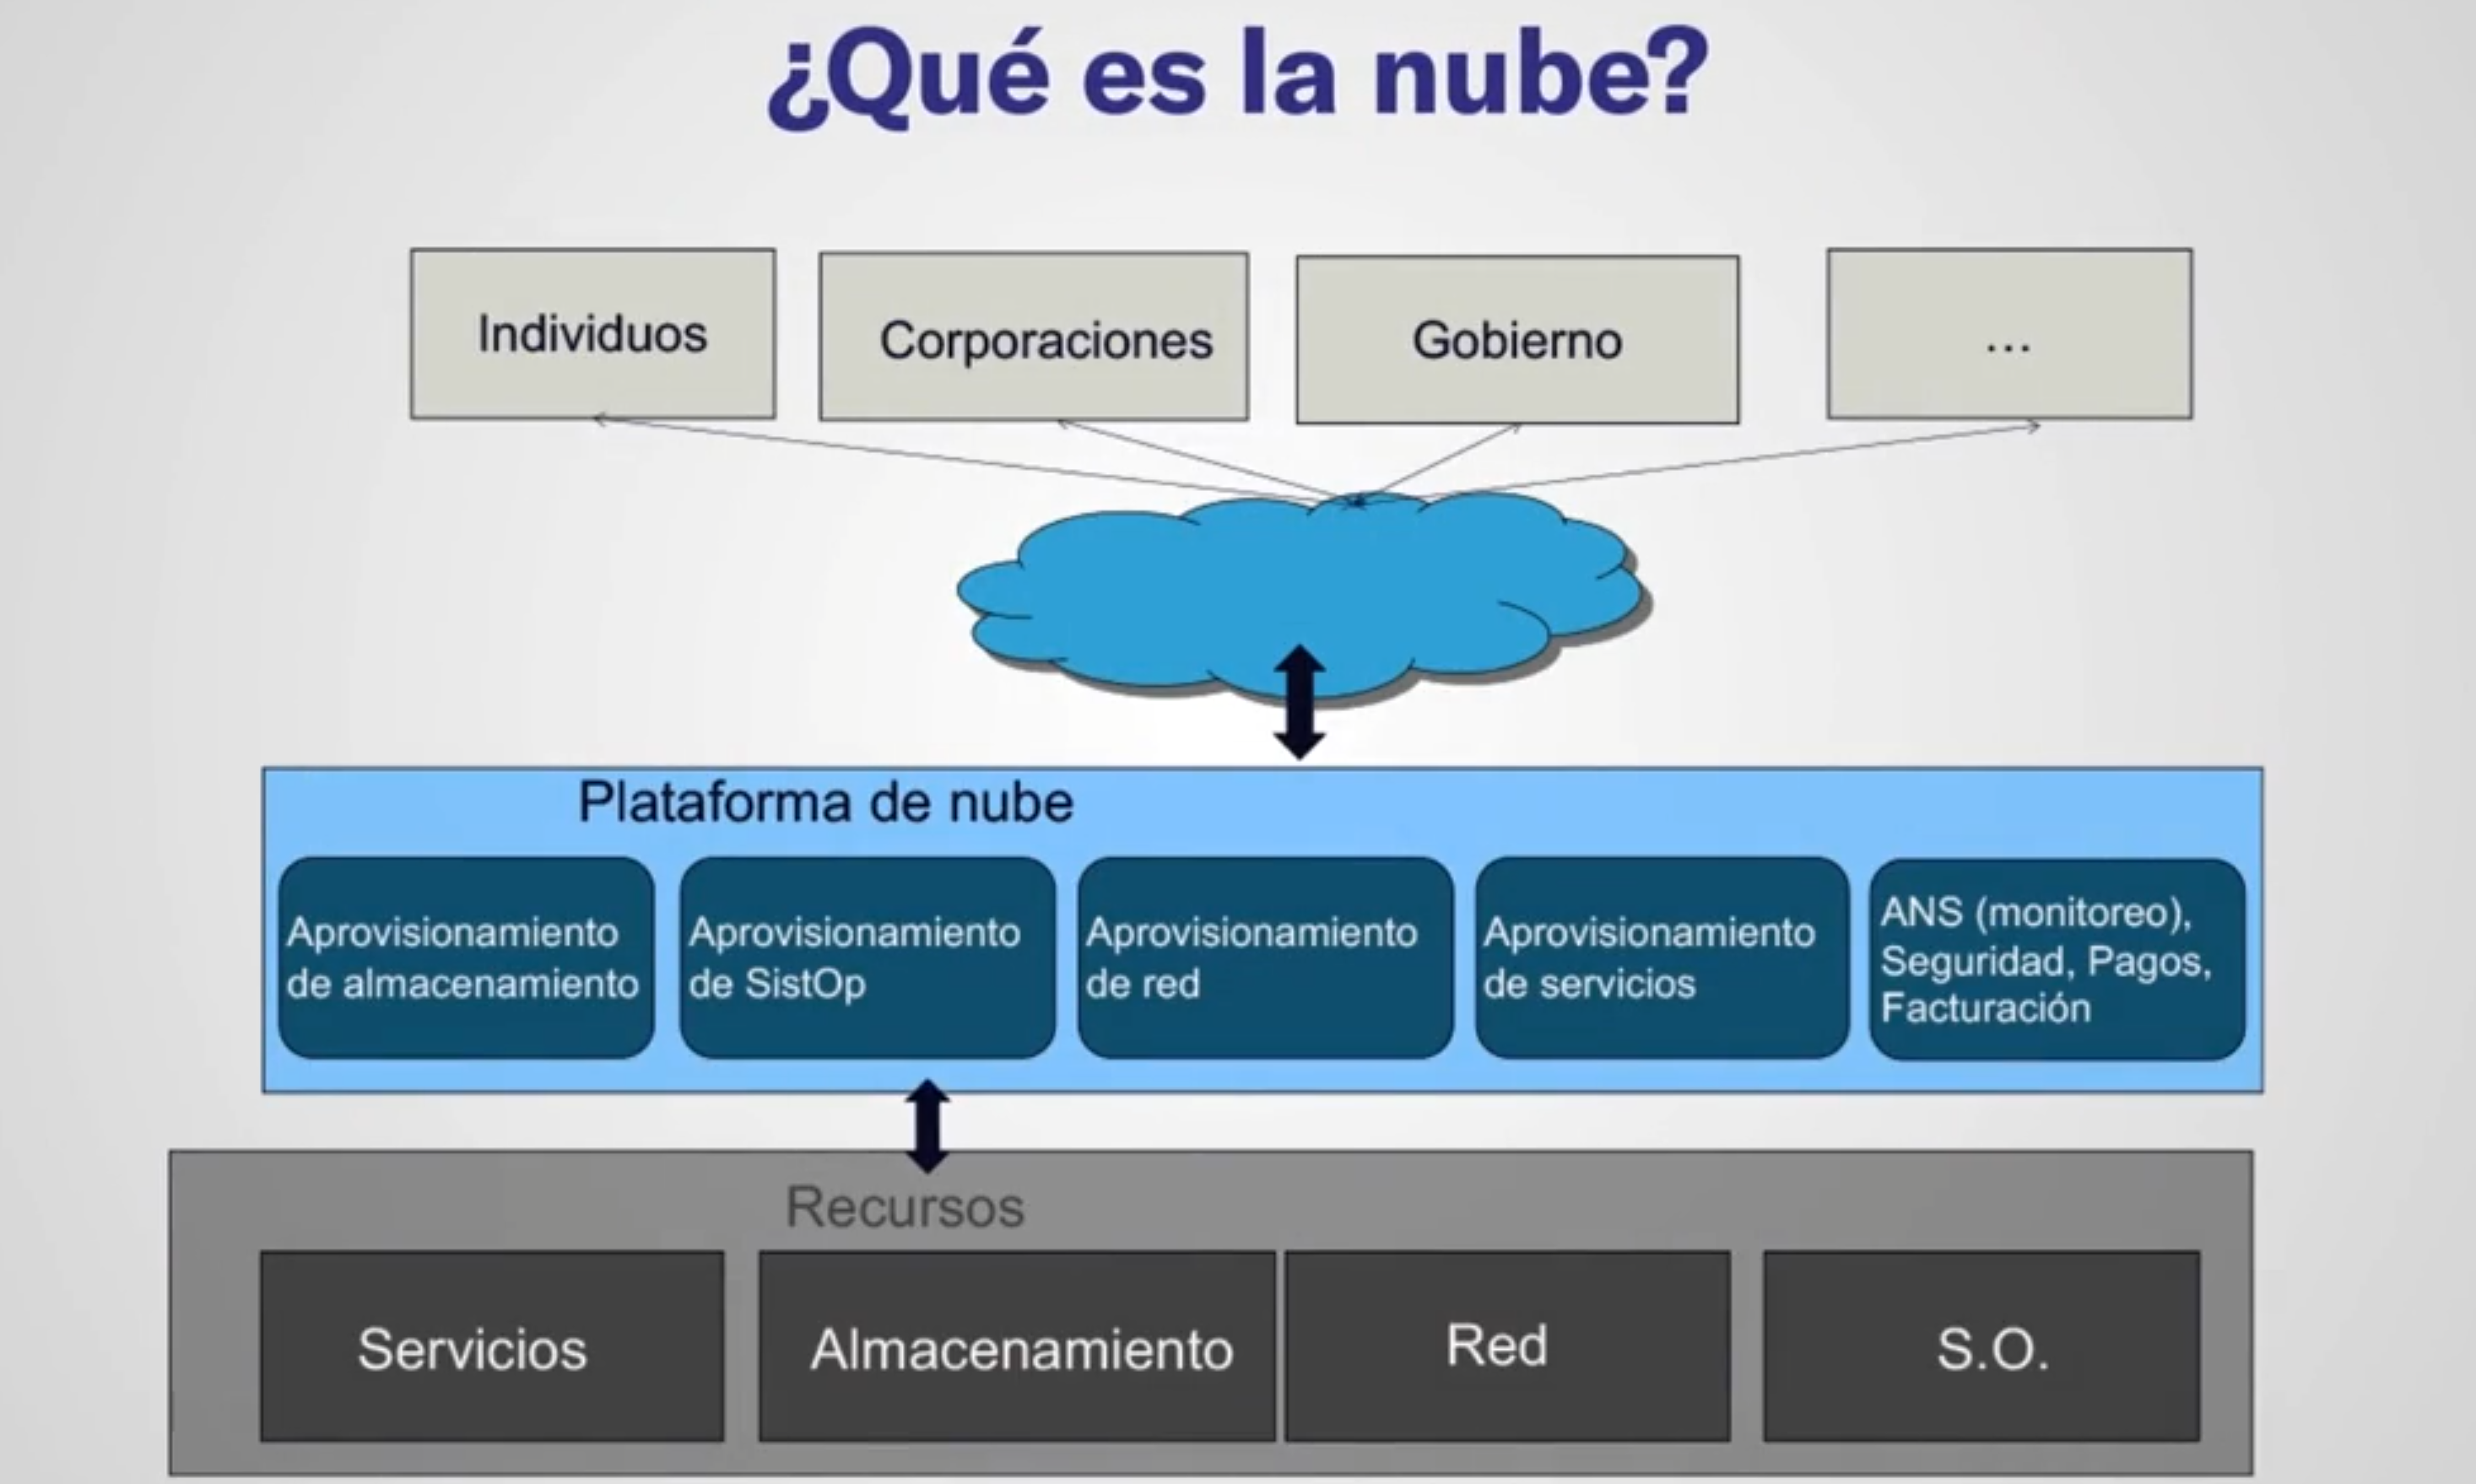 ¿Qué es la nube?
Individuos
Corporaciones
Gobierno
...
Plataforma de nube
Aprovisionamiento
de almacenamiento
Aprovisionamiento
de SistOp
Aprovisionamiento
de red
Aprovisionamiento
de servicios
ANS (monitoreo),
Seguridad, Pagos,
Facturación
Recursos
Servicios
Almacenamiento
Red
S.O.